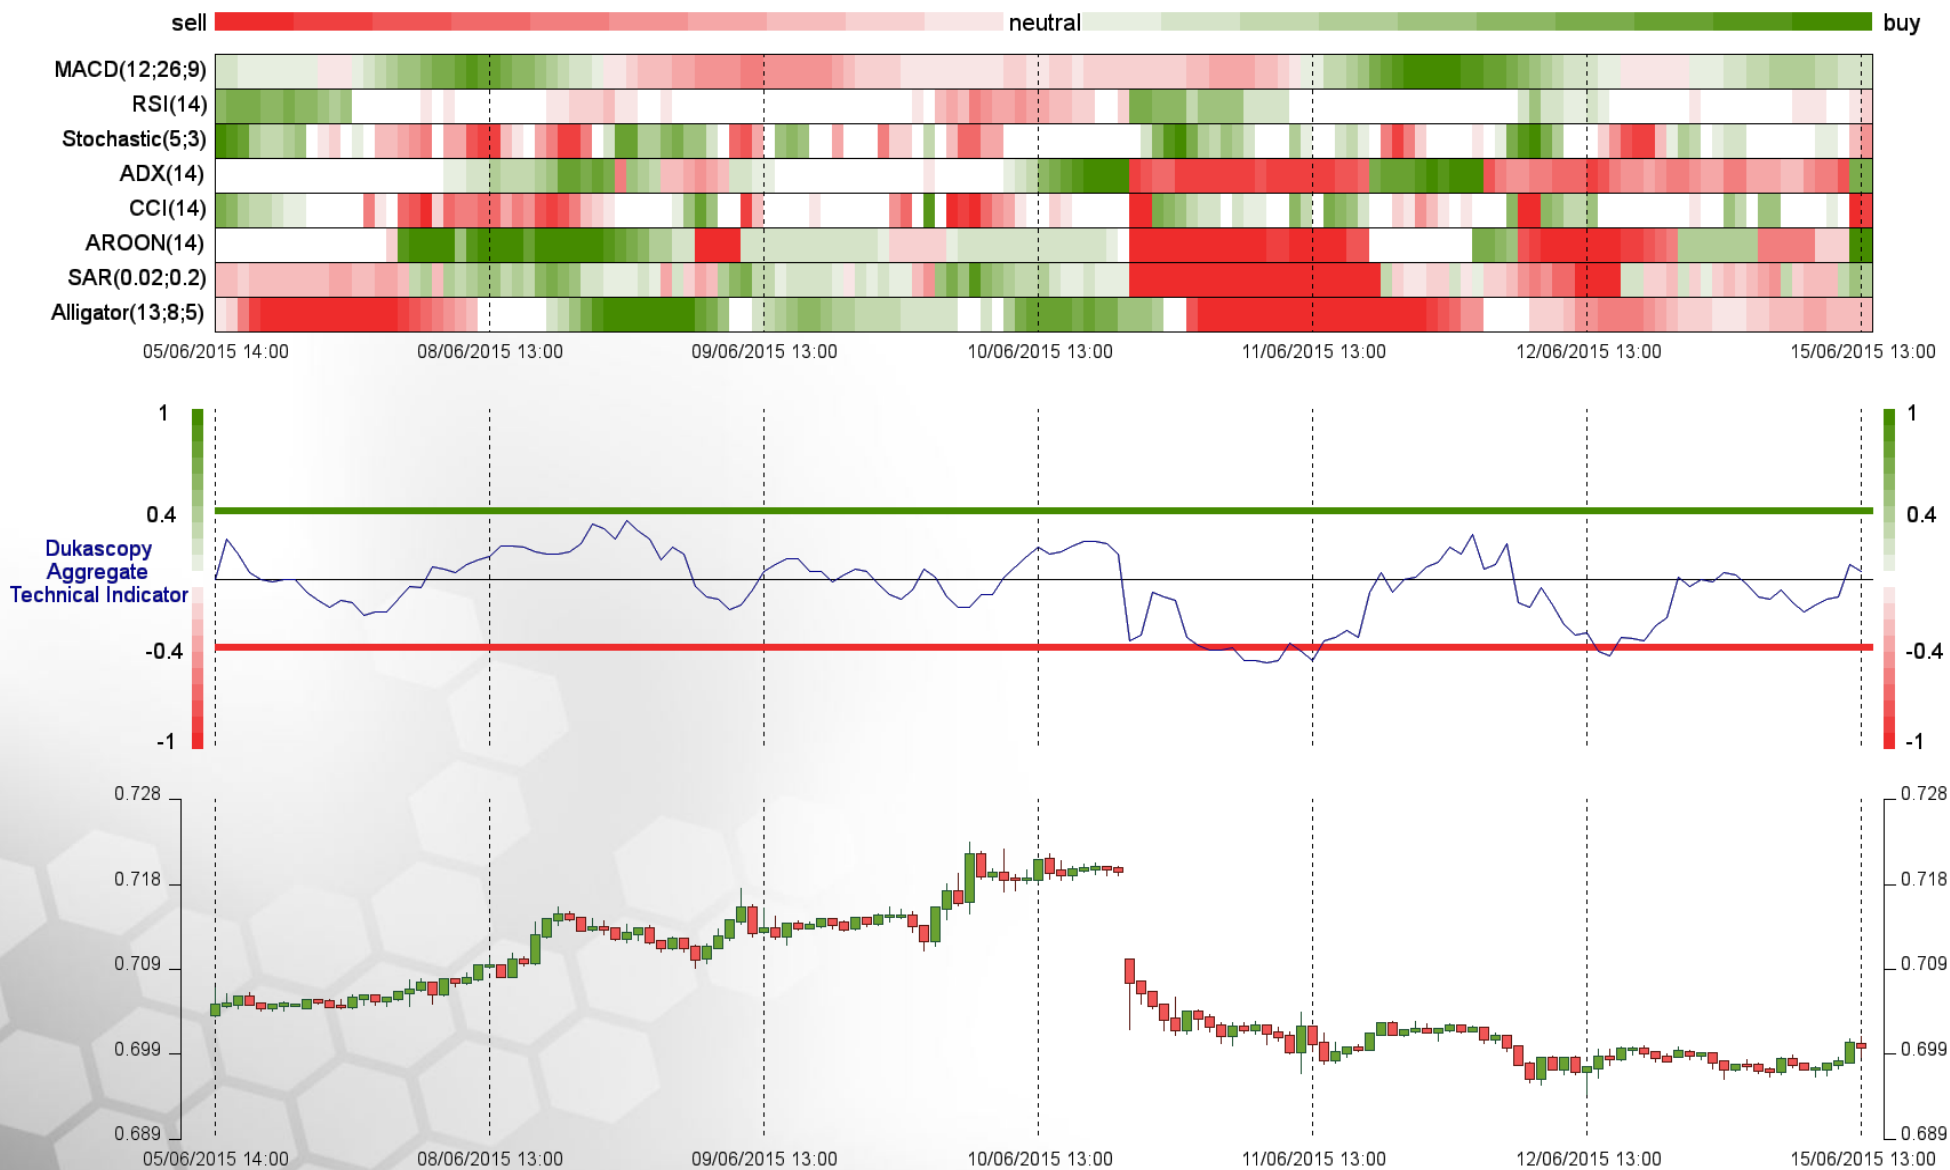 sell neutral buy
MACD(12;26;9)
RSI(14)
Stochastic(5;3)
ADX(14)
CCI(14)
AROON(14)
SAR(0.02;0.2)
Alligator(13;8;5)
05/06/2015 14:00 08/06/2015 13:00 09/06/2015 13:00 10/06/2015 13:00 11/06/2015 13:00 12/06/2015 13:00 15/06/2015 13:00
1 1
0.4 0.4
Dukascopy
Aggregate
Technical Indicator
-0.4 -0.4
-1 -1
0.728 0.728
0.718 0.718
0.709 0.709
0.699 0.699
0.689 0.689
05/06/2015 14:00 08/06/2015 13:00 09/06/2015 13:00 10/06/2015 13:00 11/06/2015 13:00 12/06/2015 13:00 15/06/2015 13:00